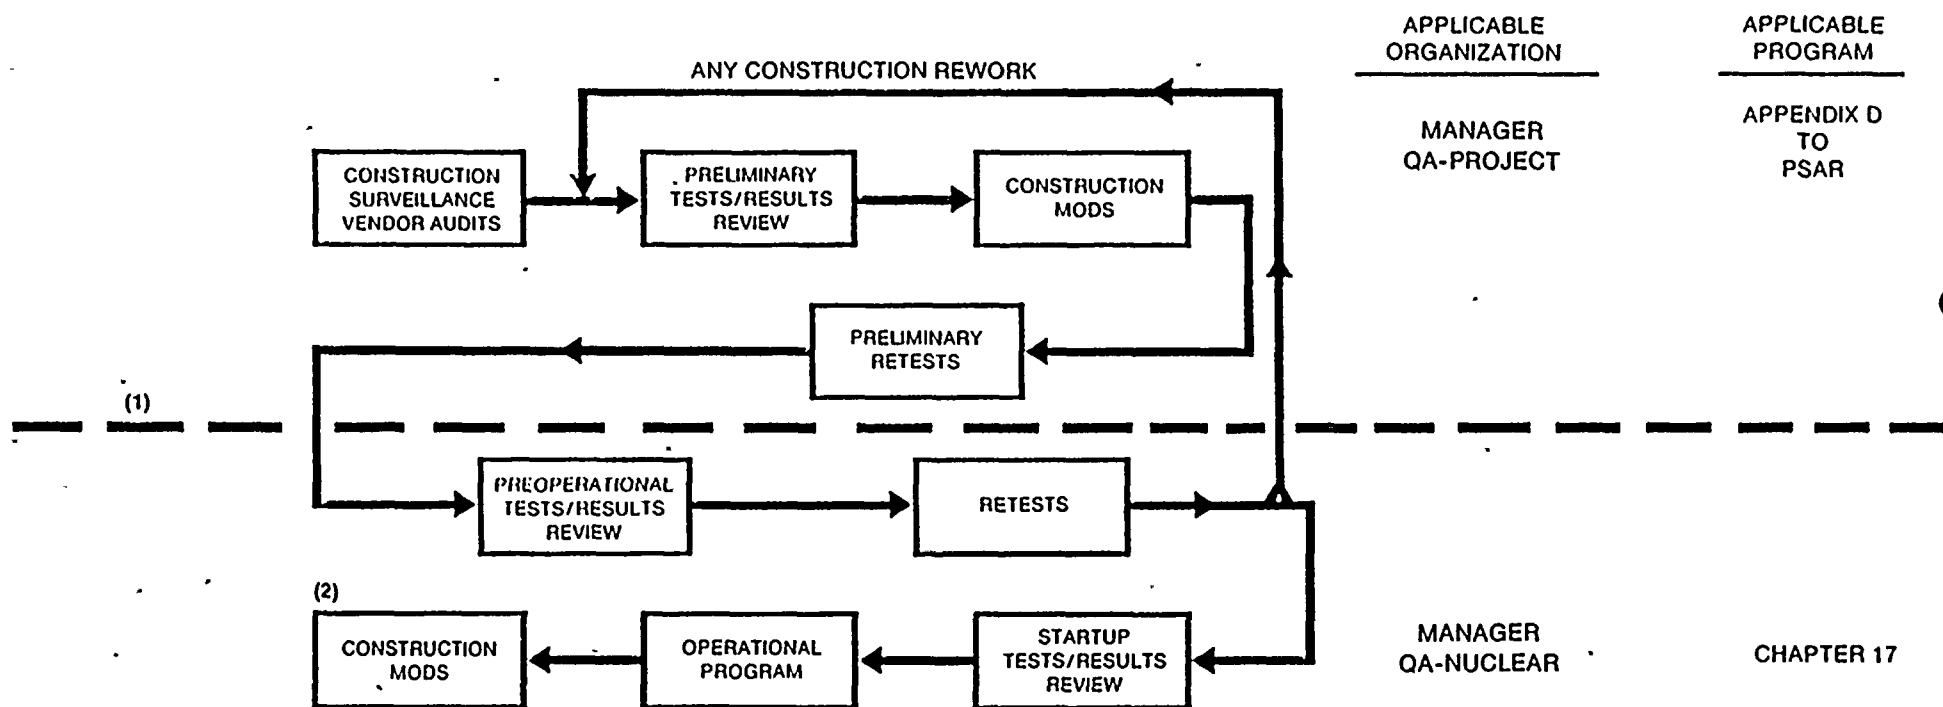 APPLICABLE
ORGANIZATION
APPLICABLE
PROGRAM
ANY CONSTRUCTION REWORK
MANAGER
QA-PROJECT
APPENDIX D
TO
PSAR
CONSTRUCTION
SURVEILLANCE
VENDOR AUDITS
PRELIMINARY
TESTS/RESULTS
REVIEW
CONSTRUCTION
MODS
PRELIMINARY
RETESTS
(1)
PREOPERATIONAL
TESTS/RESULTS
REVIEW
RETESTS
(2)
CONSTRUCTION
MODS
OPERATIONAL
PROGRAM
STARTUP
TESTS/RESULTS
REVIEW
MANAGER
QA-NUCLEAR
CHAPTER 17